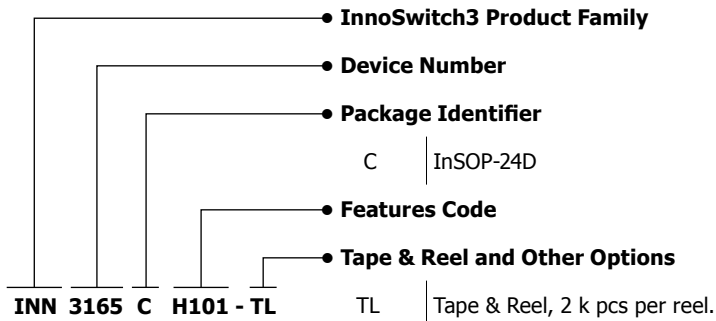 InnoSwitch3 Product Family
Device Number
Package Identifier
C InSOP-24D
Features Code
Tape & Reel and Other Options
INN 3165 C H101 - TL
TL Tape & Reel, 2 k pcs per reel.